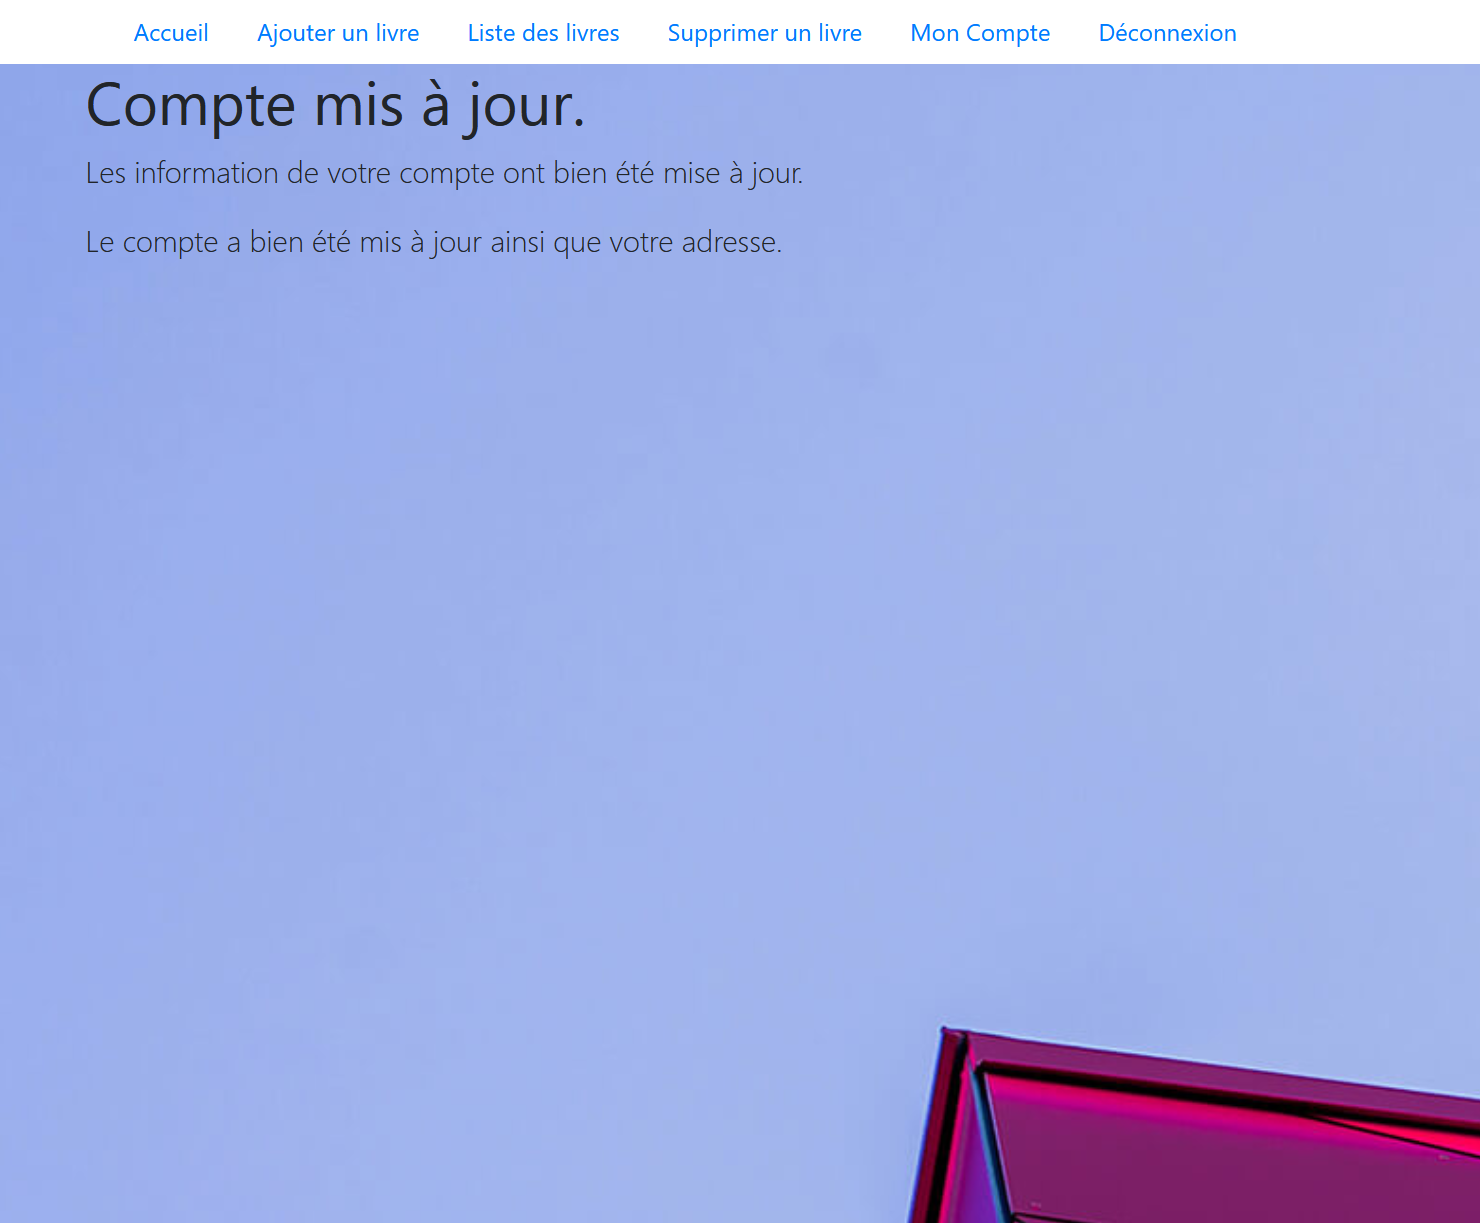 Accueil Ajouter un livre Liste des livres Supprimer un livre Mon Compte Déconnexion
Compte mis à jour.
Les information de votre compte ont bien été mise à jour.
Le compte a bien été mis à jour ainsi que votre adresse.